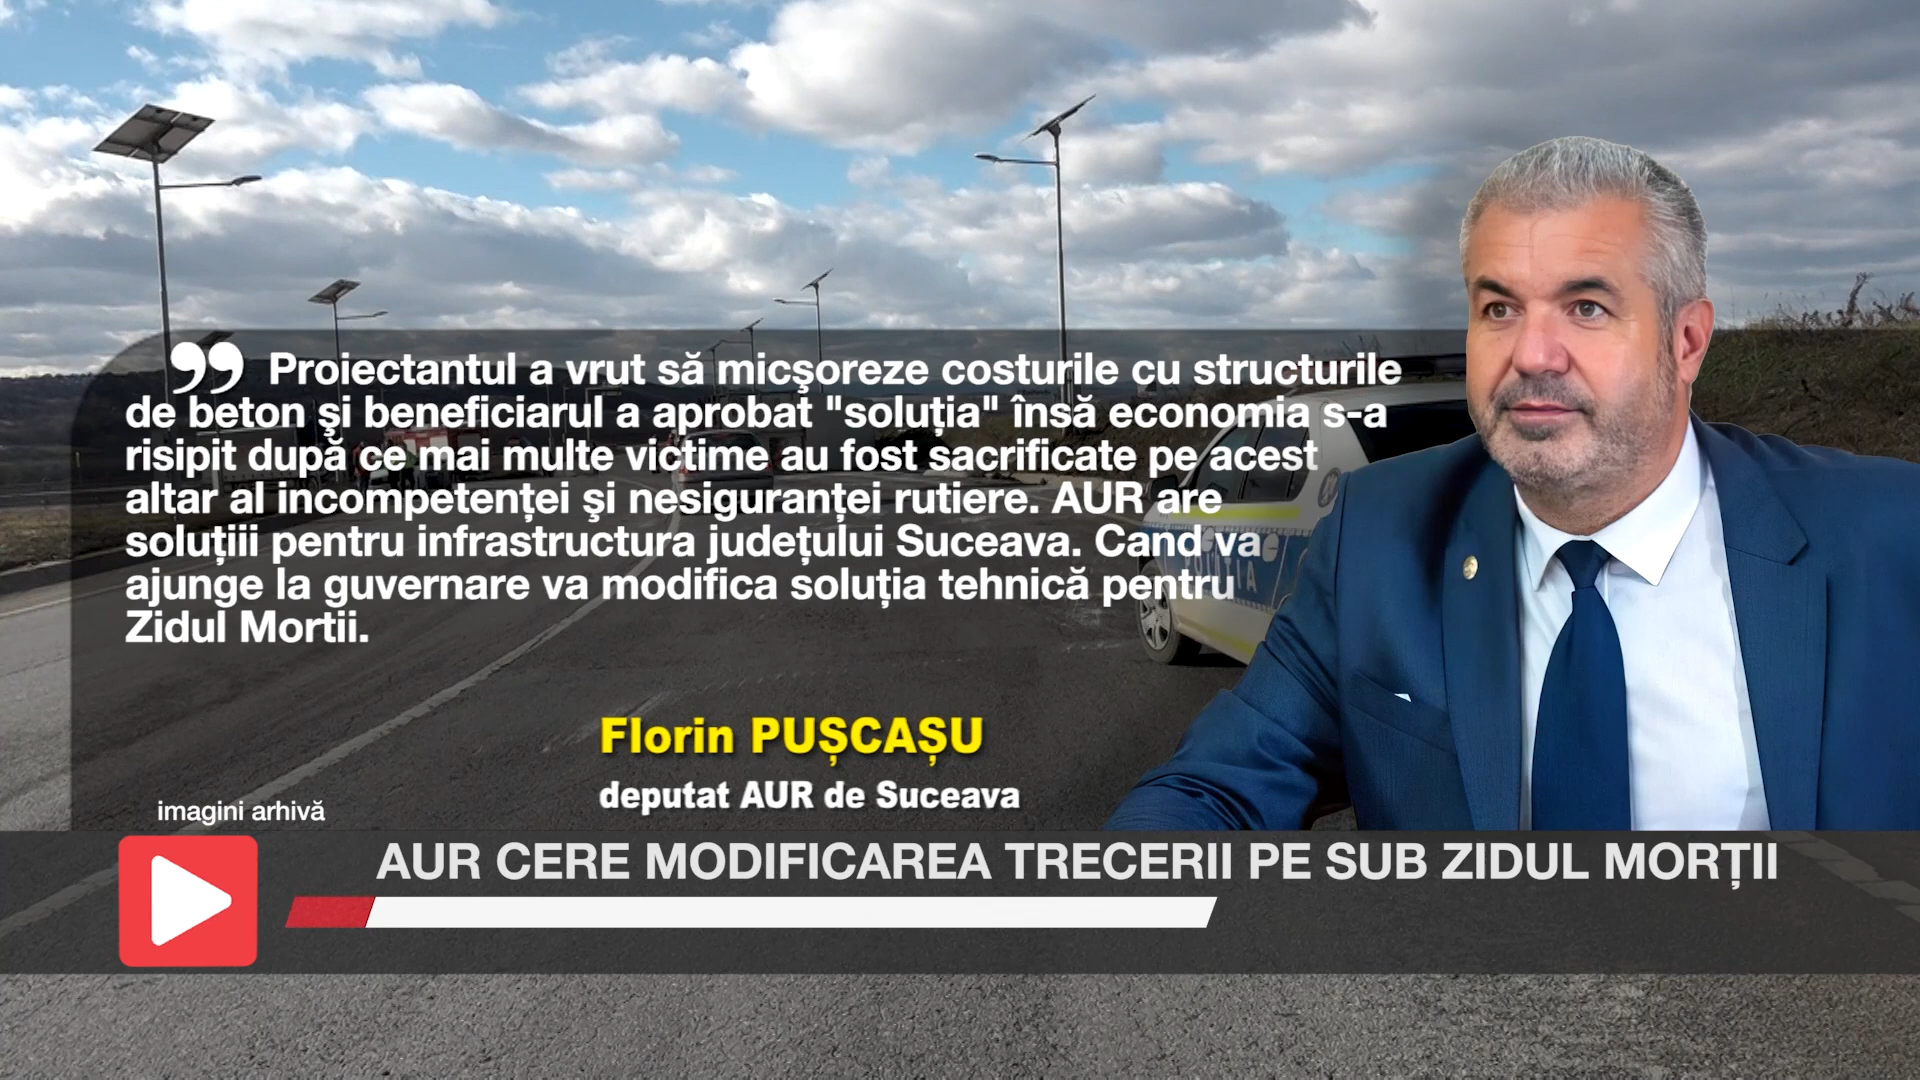 Proiectantul a vrut să micşoreze costurile cu structurile
de beton şi beneficiarul a aprobat "soluția" însă economia s-a
risipit după ce mai multe victime au fost sacrificate pe acest
altar al incompetenței şi nesiguranței rutiere. AUR are
soluțiii pentru infrastructura județului Suceava. Cand va
ajunge la guvernare va modifica soluția tehnică pentru
Zidul Mortii.
POLIȚIA
Florin PUȘCAȘU
deputat AUR de Suceava
imagini arhivă
AUR CERE MODIFICAREA TRECERII PE SUB ZIDUL MORȚII